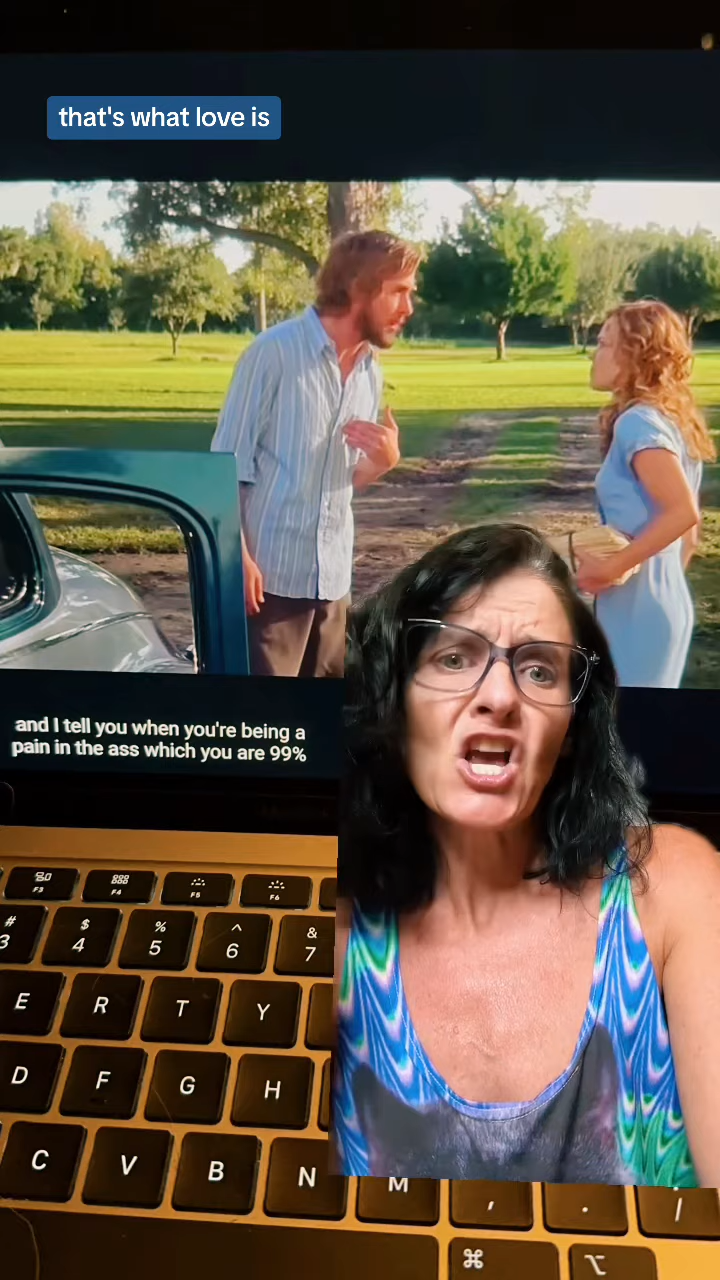 that's what love is
and I tell you when you're being a
pain in the ass which you are 99%
F3
F4
F5
F6
#
3
$
4
%
5
^
6
&
7
E
R
T
Y
D
F
G
H
C
V
B
N
M
,
.
/
⌘
⌥